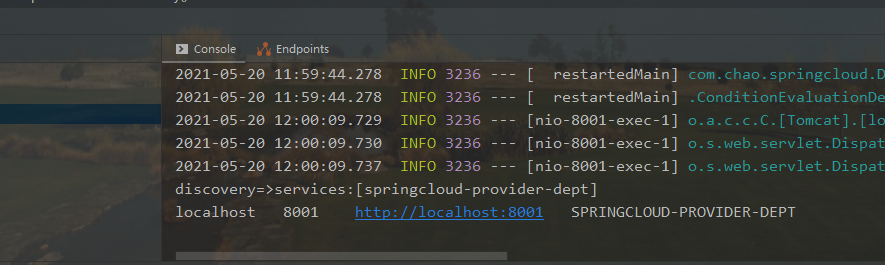 Console Endpoints
2021-05-20 11:59:44.278  INFO 3236 --- [  restartedMain] com.chao.springcloud.D
2021-05-20 11:59:44.278  INFO 3236 --- [  restartedMain] .ConditionEvaluationDe
2021-05-20 12:00:09.729  INFO 3236 --- [nio-8001-exec-1] o.a.c.c.C.[Tomcat].[lo
2021-05-20 12:00:09.730  INFO 3236 --- [nio-8001-exec-1] o.s.web.servlet.Dispat
2021-05-20 12:00:09.737  INFO 3236 --- [nio-8001-exec-1] o.s.web.servlet.Dispat
discovery=>services:[springcloud-provider-dept]
localhost   8001   http://localhost:8001   SPRINGCLOUD-PROVIDER-DEPT